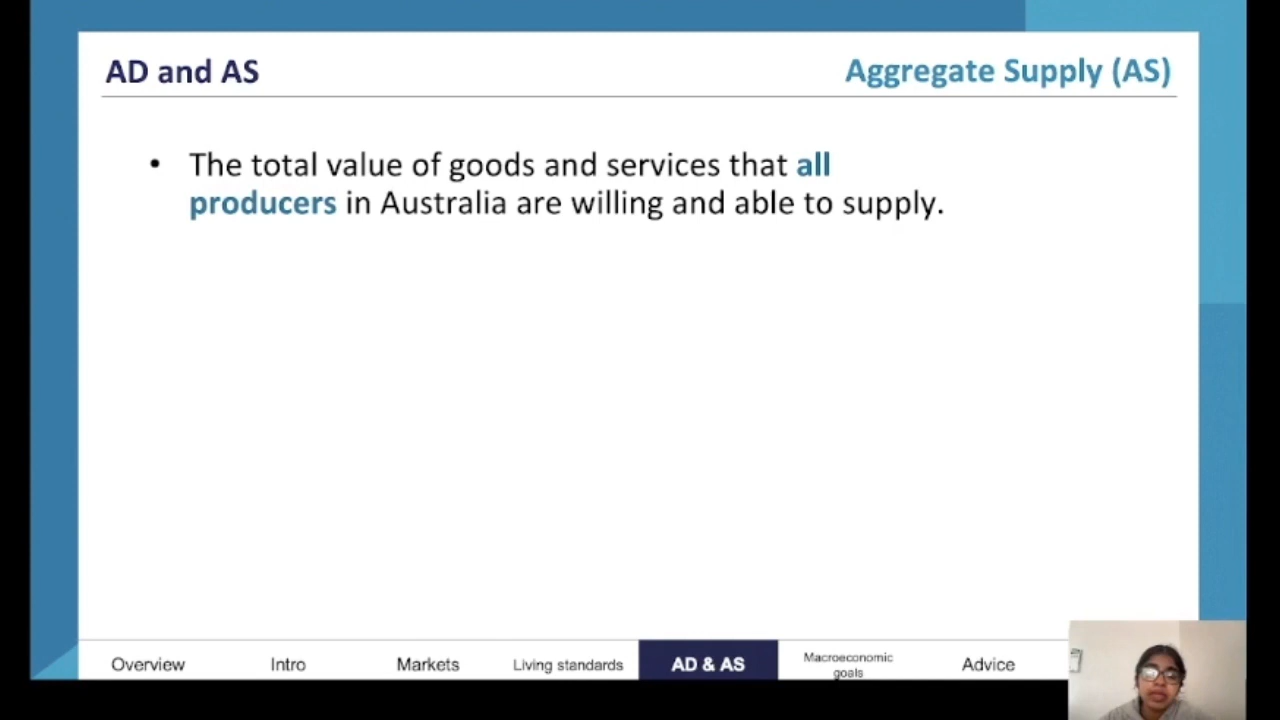 AD and AS
Aggregate Supply (AS)
• The total value of goods and services that all
producers in Australia are willing and able to supply.
Overview
Intro
Markets
Living standards
AD & AS
Macroeconomic
goals
Advice